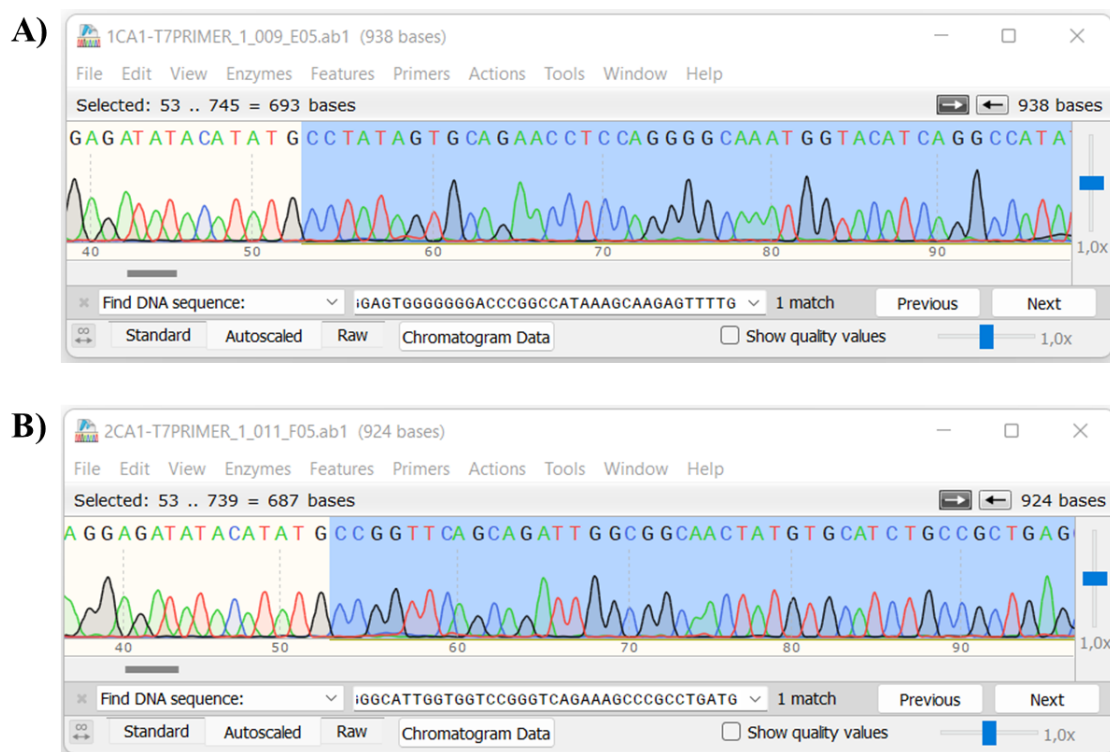 A)
1CA1-T7PRIMER_1_009_E05.ab1 (938 bases)
File Edit View Enzymes Features Primers Actions Tools Window Help
Selected: 53 .. 745 = 693 bases 938 bases
GAGATATACATATGCCTATAGTGCAGAACCTCCAGGGGCAAATGGTACATCAGGCCATAT
40 50 60 70 80 90 1,0x
Find DNA sequence: GGAGTGGGGGGGACCCGGCCATAAAGCAAGAGTTTTG 1 match Previous Next
Standard Autoscaled Raw Chromatogram Data Show quality values 1,0x
B)
2CA1-T7PRIMER_1_011_F05.ab1 (924 bases)
File Edit View Enzymes Features Primers Actions Tools Window Help
Selected: 53 .. 739 = 687 bases 924 bases
AGGAGATATACATATGCCGGTTCAGCAGATTGGCGGCAACTATGTGCATCTGCCGCTGAGC
40 50 60 70 80 90 1,0x
Find DNA sequence: GGGCATTGGTGGTCCGGGTCAGAAAGCCCGCCTGATG 1 match Previous Next
Standard Autoscaled Raw Chromatogram Data Show quality values 1,0x